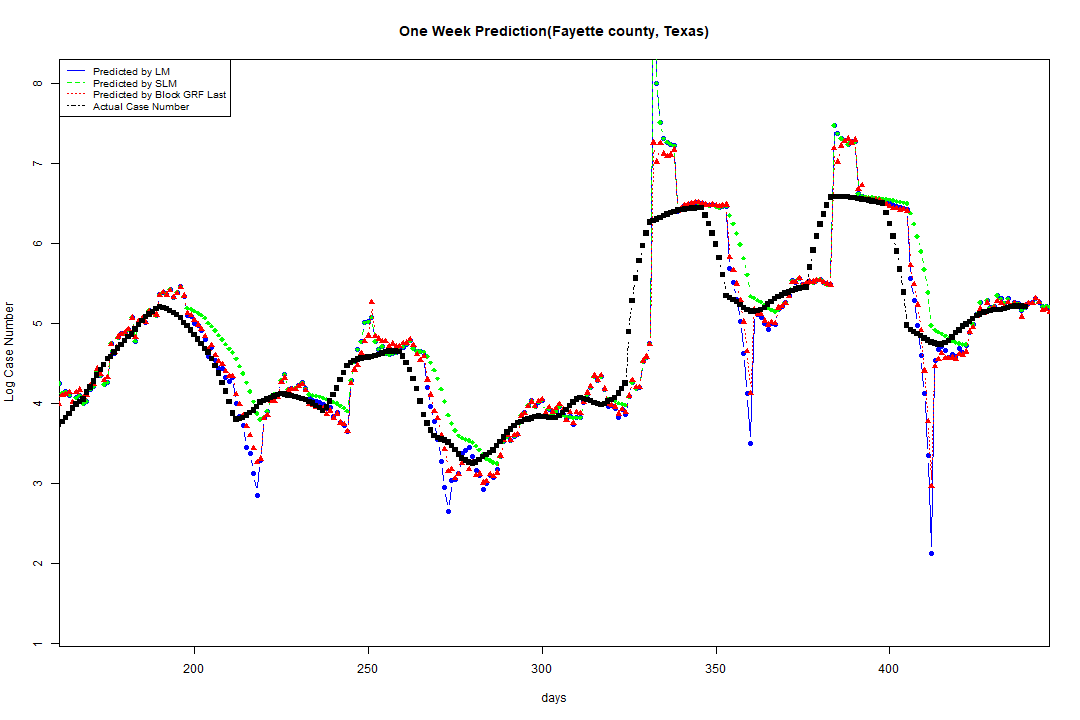 One Week Prediction(Fayette county, Texas)
Predicted by LM
Predicted by SLM
Predicted by Block GRF Last
Actual Case Number
8
7
6
5
4
3
2
1
Log Case Number
200 250 300 350 400
days